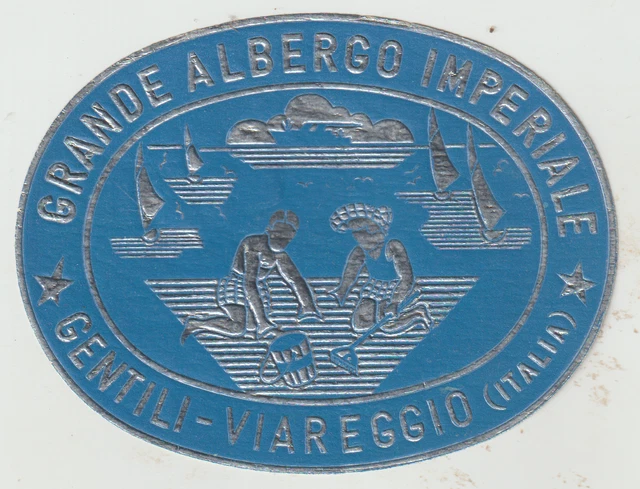 GRANDE ALBERGO IMPERIALE
GENTILI-VIAREGGIO (ITALIA)